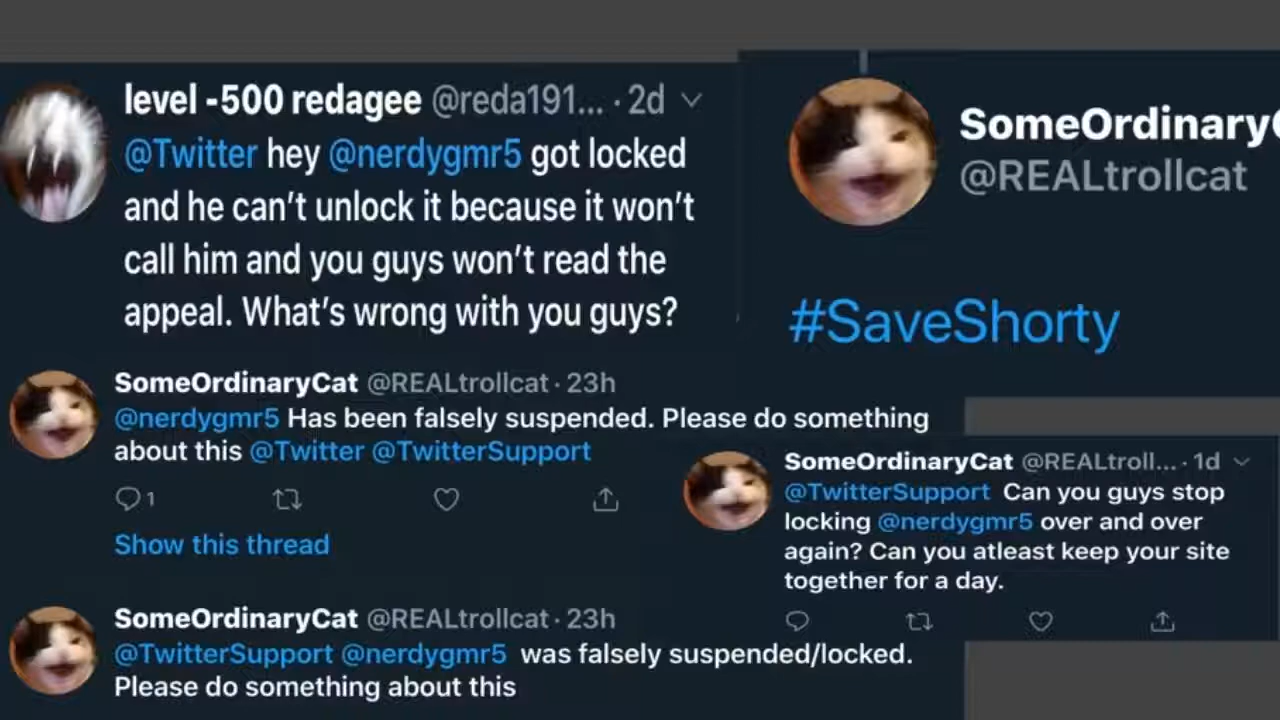 level -500 redagee @reda191... · 2d
@Twitter hey @nerdygmr5 got locked
and he can't unlock it because it won't
call him and you guys won't read the
appeal. What's wrong with you guys?
SomeOrdinary
@REALtrollcat
#SaveShorty
SomeOrdinaryCat @REALtrollcat · 23h
@nerdygmr5 Has been falsely suspended. Please do something
about this @Twitter @TwitterSupport
1
Show this thread
SomeOrdinaryCat @REALtroll... · 1d
@TwitterSupport Can you guys stop
locking @nerdygmr5 over and over
again? Can you atleast keep your site
together for a day.
SomeOrdinaryCat @REALtrollcat · 23h
@TwitterSupport @nerdygmr5 was falsely suspended/locked.
Please do something about this